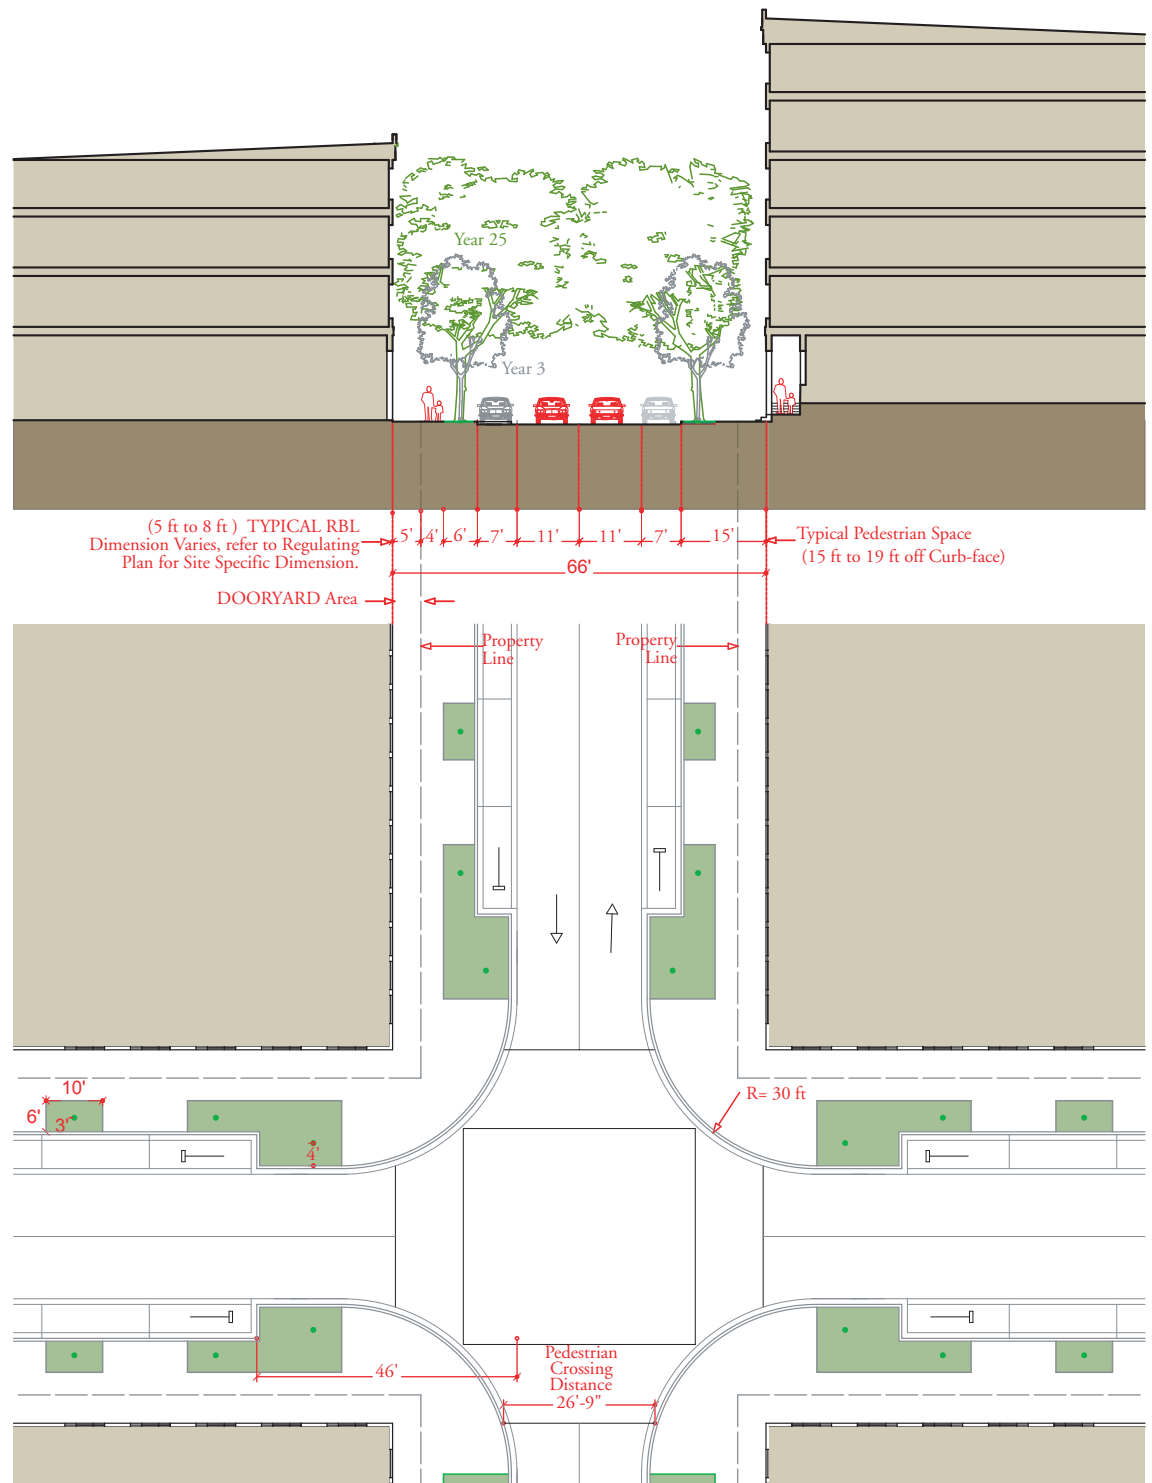 Year 25
Year 3
(5 ft to 8 ft ) TYPICAL RBL
Dimension Varies, refer to Regulating
Plan for Site Specific Dimension.
5' 4' 6' 7' 11' 11' 7' 15'
Typical Pedestrian Space
(15 ft to 19 ft off Curb-face)
66'
DOORYARD Area
Property
Line
Property
Line
10'
6'
3'
4'
R= 30 ft
46'
Pedestrian
Crossing
Distance
26'-9"